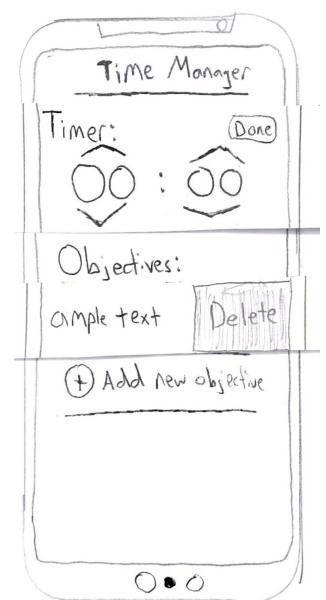 Time Manager
Timer:
Done
00 : 00
Objectives:
ample text
Delete
+ Add new objective